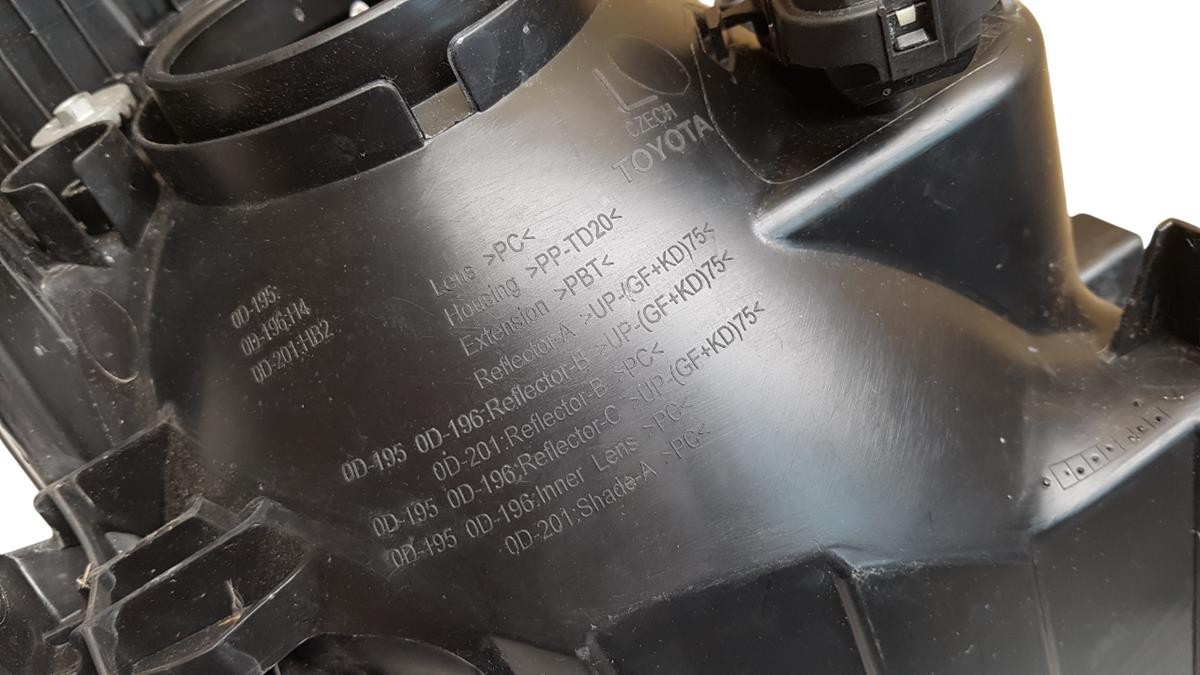 L
CZECH
TOYOTA
0D-195:
0D-196:H4
0D-201:HB2
Lens >PC<
Housing >PP-TD20<
Extension >PBT<
Reflector-A >UP-(GF+KD)75<
0D-195 0D-196:Reflector-B >UP-(GF+KD)75<
0D-201:Reflector-B >PC<
0D-195 0D-196:Reflector-C >UP-(GF+KD)75<
0D-195 0D-196:Inner Lens >PC<
0D-201:Shade-A >PC<